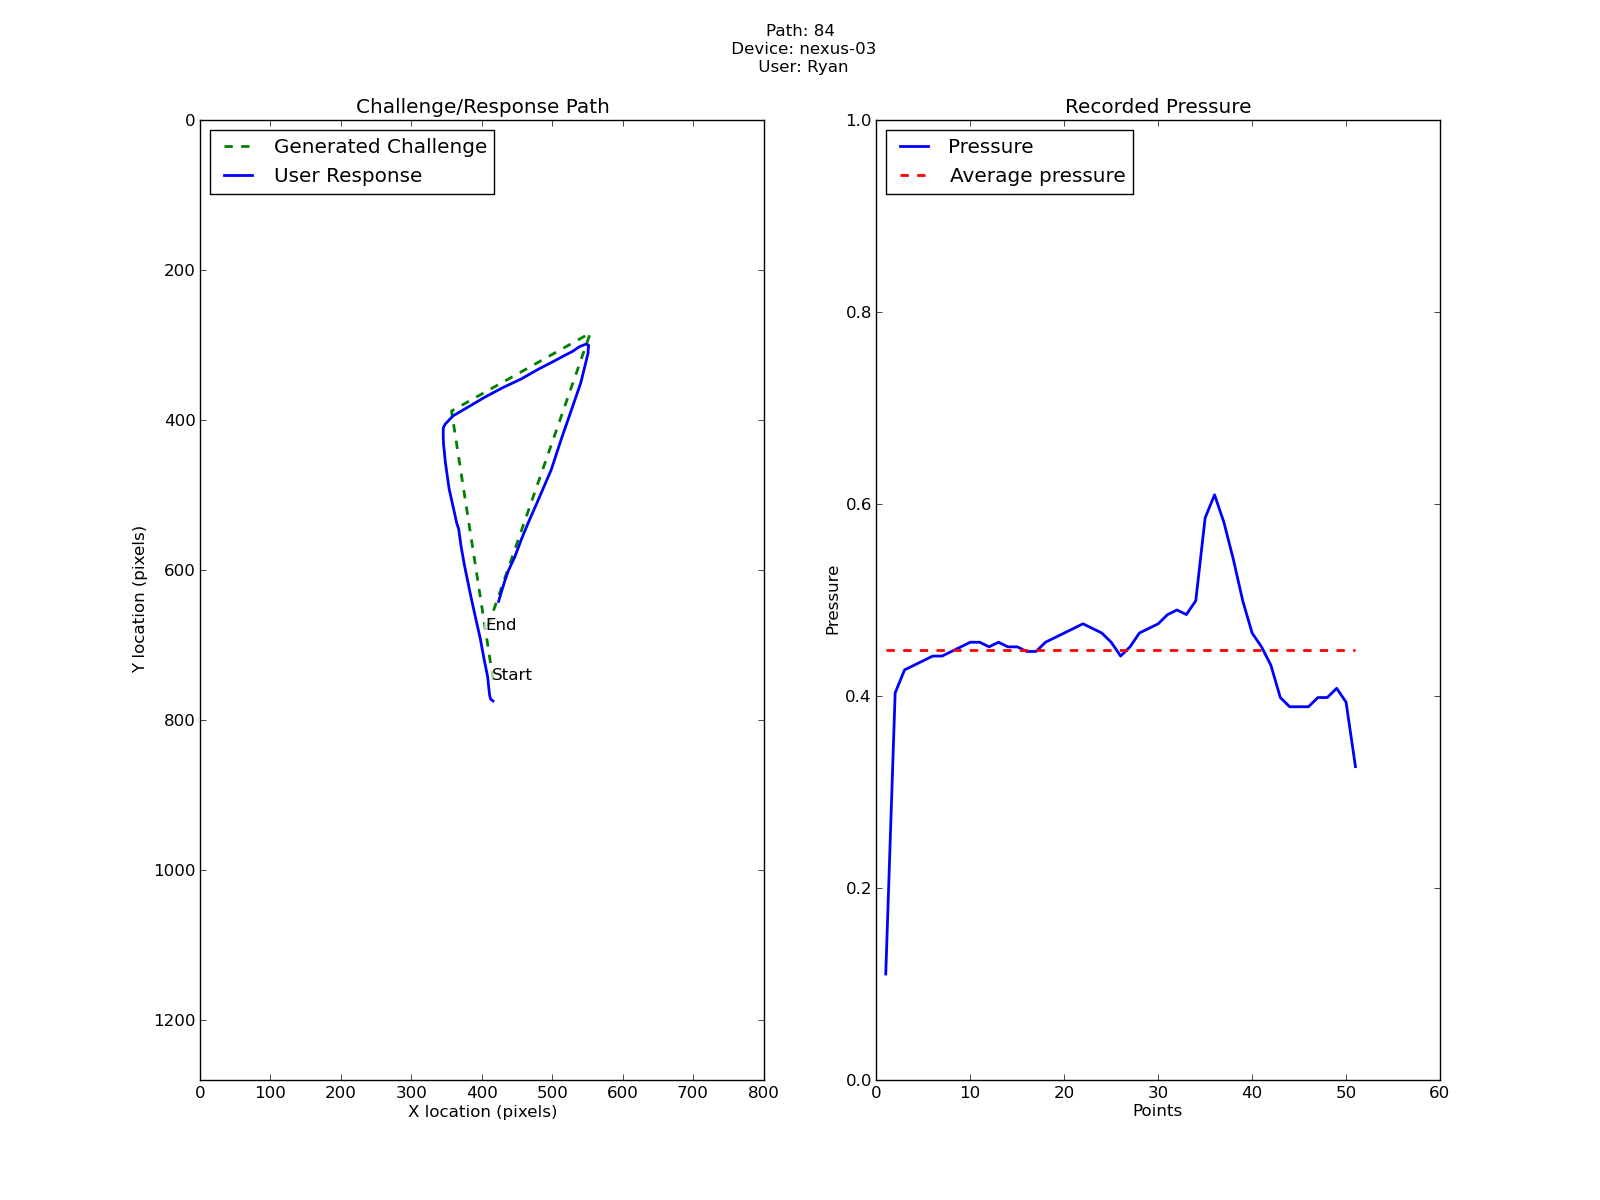 Path: 84
Device: nexus-03
User: Ryan
Challenge/Response Path
Generated Challenge
User Response
0
200
400
600
800
1000
1200
Y location (pixels)
End
Start
0 100 200 300 400 500 600 700 800
X location (pixels)
Recorded Pressure
Pressure
Average pressure
1.0
0.8
0.6
0.4
0.2
0.0
Pressure
0 10 20 30 40 50 60
Points